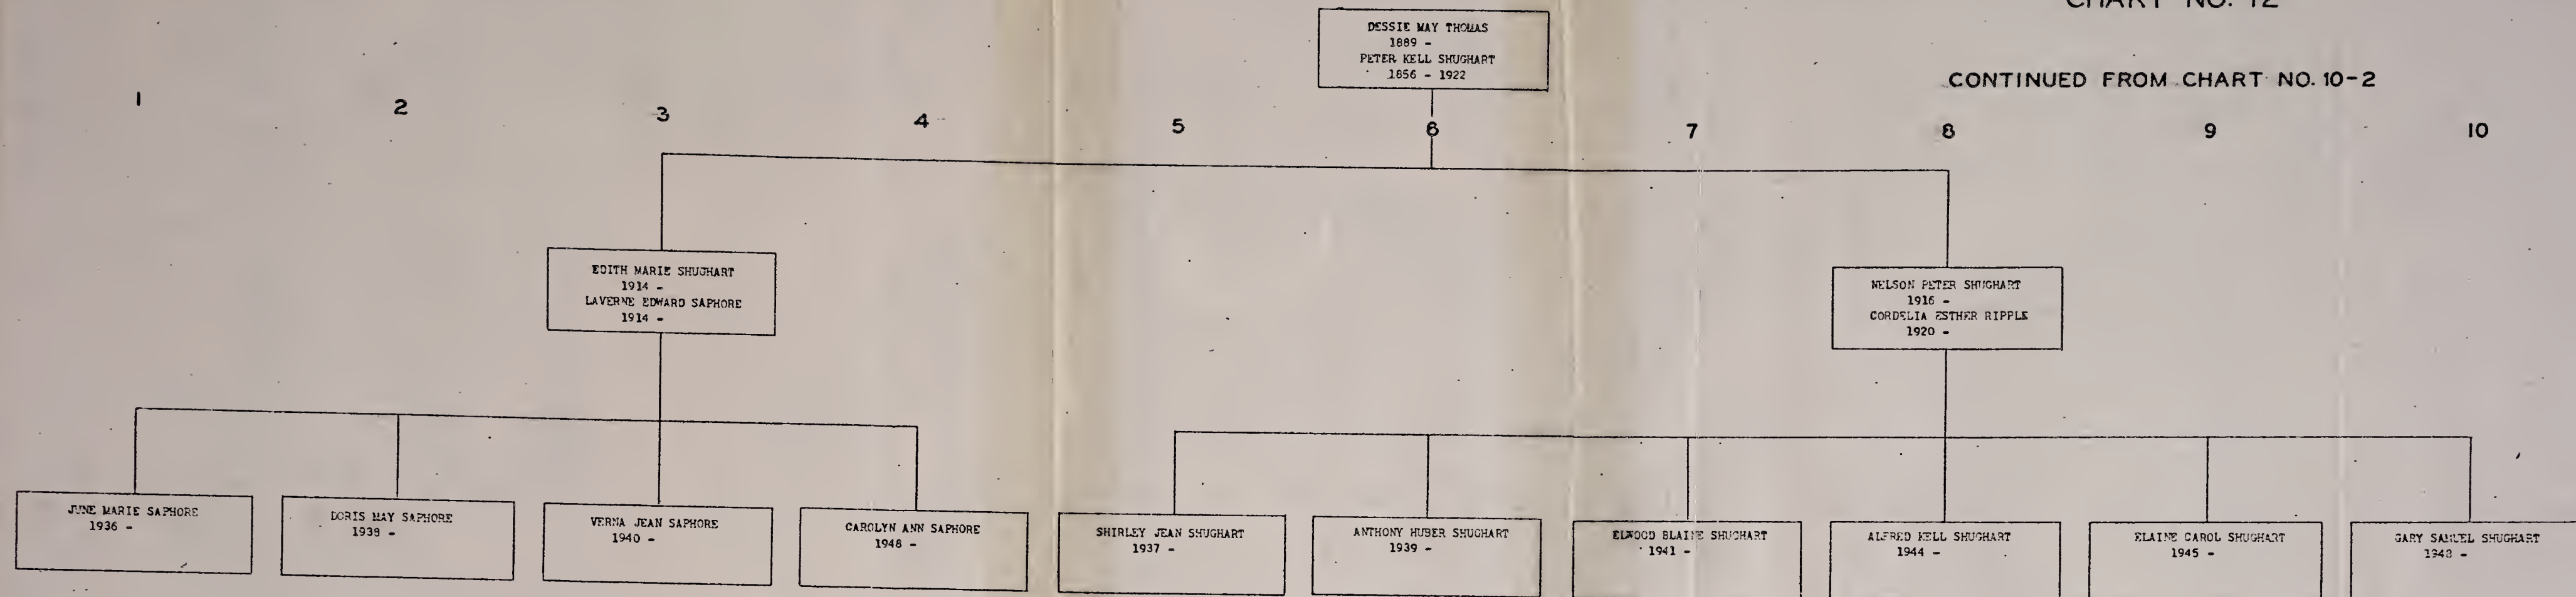 CHART NO. 12
DESSIE MAY THOMAS
1889 -
PETER KELL SHUGHART
1856 - 1922
CONTINUED FROM CHART NO. 10-2
1 2 3 4 5 6 7 8 9 10
EDITH MARIE SHUGHART
1914 -
LAVERNE EDWARD SAPHORE
1914 -
NELSON PETER SHUGHART
1916 -
CORDELIA ESTHER RIPPLE
1920 -
JUNE MARIE SAPHORE
1936 -
DORIS MAY SAPHORE
1938 -
VERNA JEAN SAPHORE
1940 -
CAROLYN ANN SAPHORE
1948 -
SHIRLEY JEAN SHUGHART
1937 -
ANTHONY HUBER SHUGHART
1939 -
ELWOOD BLAINE SHUGHART
1941 -
ALFRED KELL SHUGHART
1944 -
ELAINE CAROL SHUGHART
1945 -
GARY SAMUEL SHUGHART
1948 -